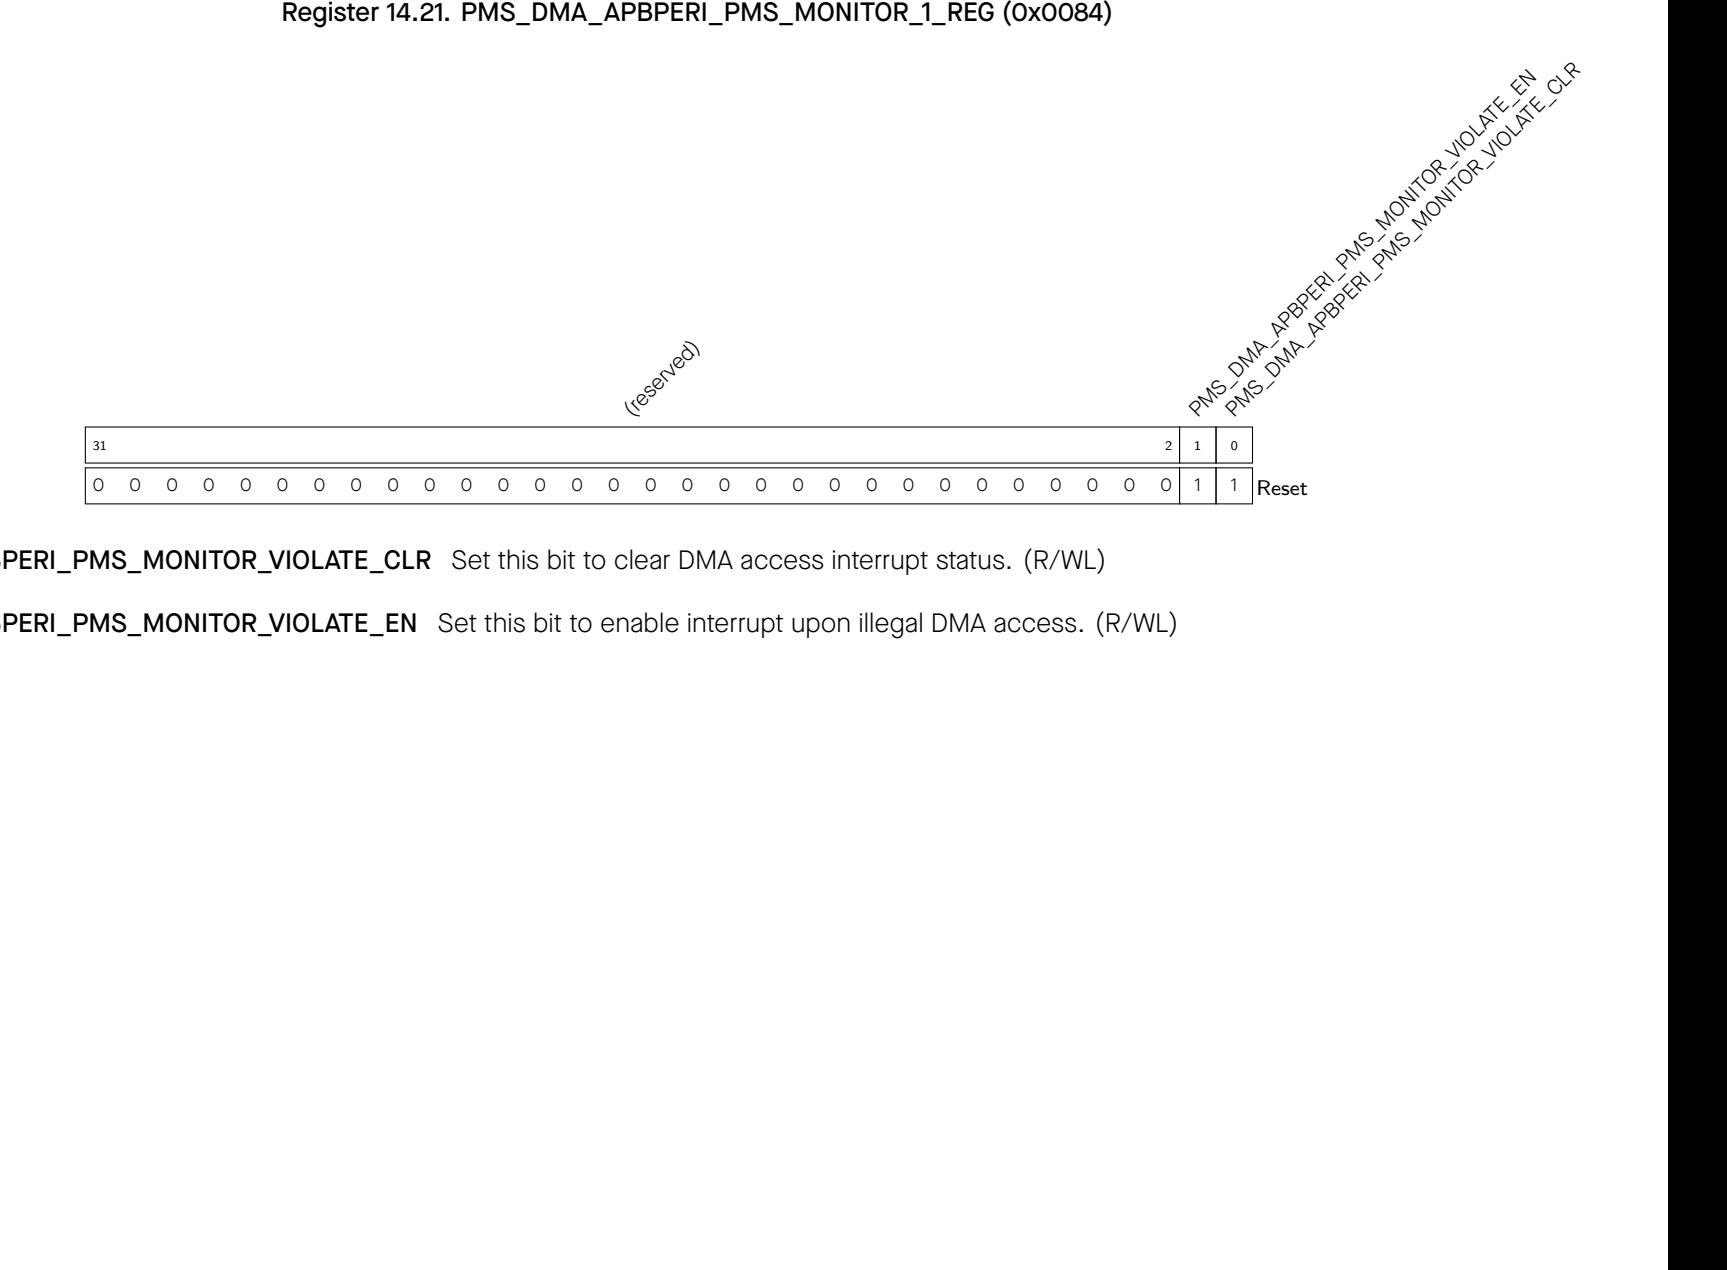 Register 14.21. PMS_DMA_APBPERI_PMS_MONITOR_1_REG (0x0084)
(reserved)
PMS_DMA_APBPERI_PMS_MONITOR_VIOLATE_EN
PMS_DMA_APBPERI_PMS_MONITOR_VIOLATE_CLR
31 2 1 0
0 0 0 0 0 0 0 0 0 0 0 0 0 0 0 0 0 0 0 0 0 0 0 0 0 0 0 0 0 0 1 1 Reset
PERI_PMS_MONITOR_VIOLATE_CLR Set this bit to clear DMA access interrupt status. (R/WL)
PERI_PMS_MONITOR_VIOLATE_EN Set this bit to enable interrupt upon illegal DMA access. (R/WL)